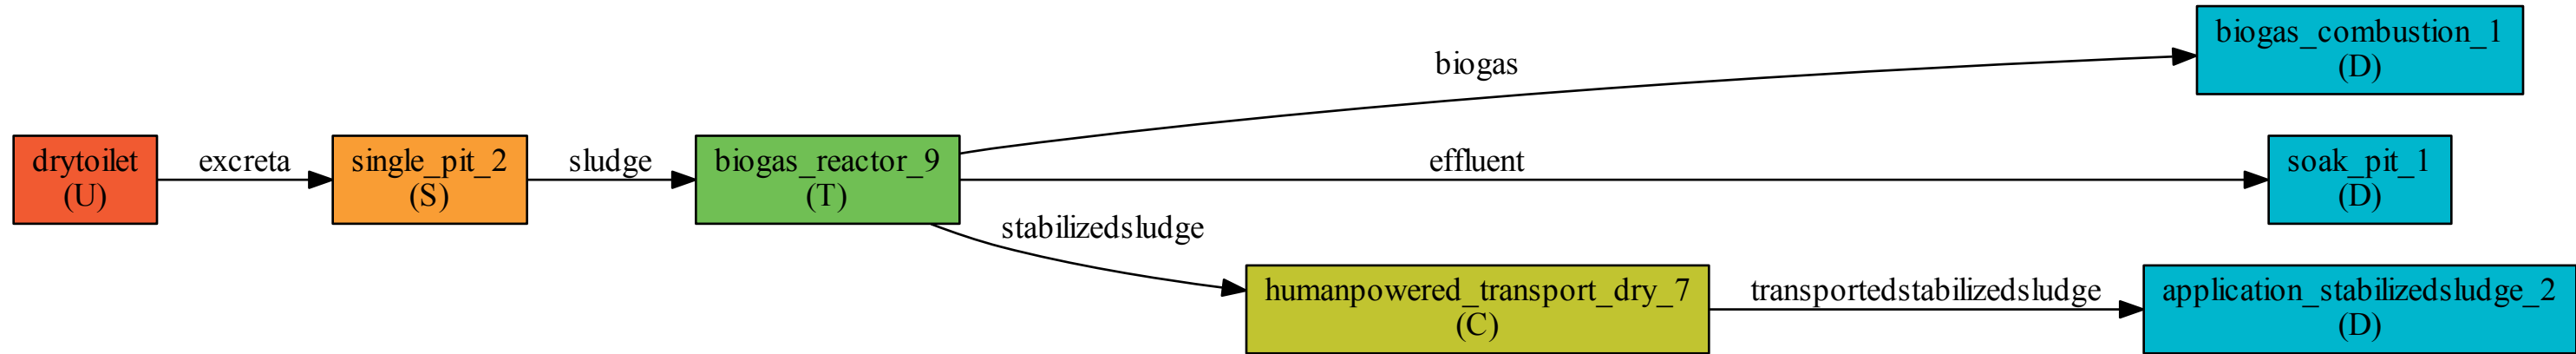 biogas_combustion_1
(D)
biogas
drytoilet
(U)
excreta
single_pit_2
(S)
sludge
biogas_reactor_9
(T)
effluent
soak_pit_1
(D)
stabilizedsludge
humanpowered_transport_dry_7
(C)
transportedstabilizedsludge
application_stabilizedsludge_2
(D)